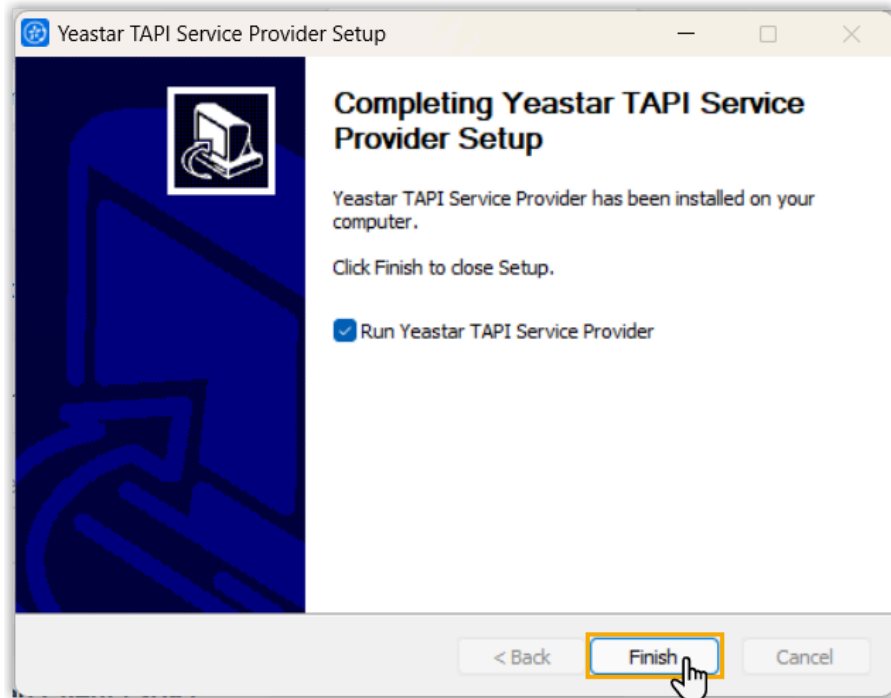 Yeastar TAPI Service Provider Setup
Completing Yeastar TAPI Service
Provider Setup
Yeastar TAPI Service Provider has been installed on your
computer.
Click Finish to close Setup.
Run Yeastar TAPI Service Provider
< Back
Finish
Cancel